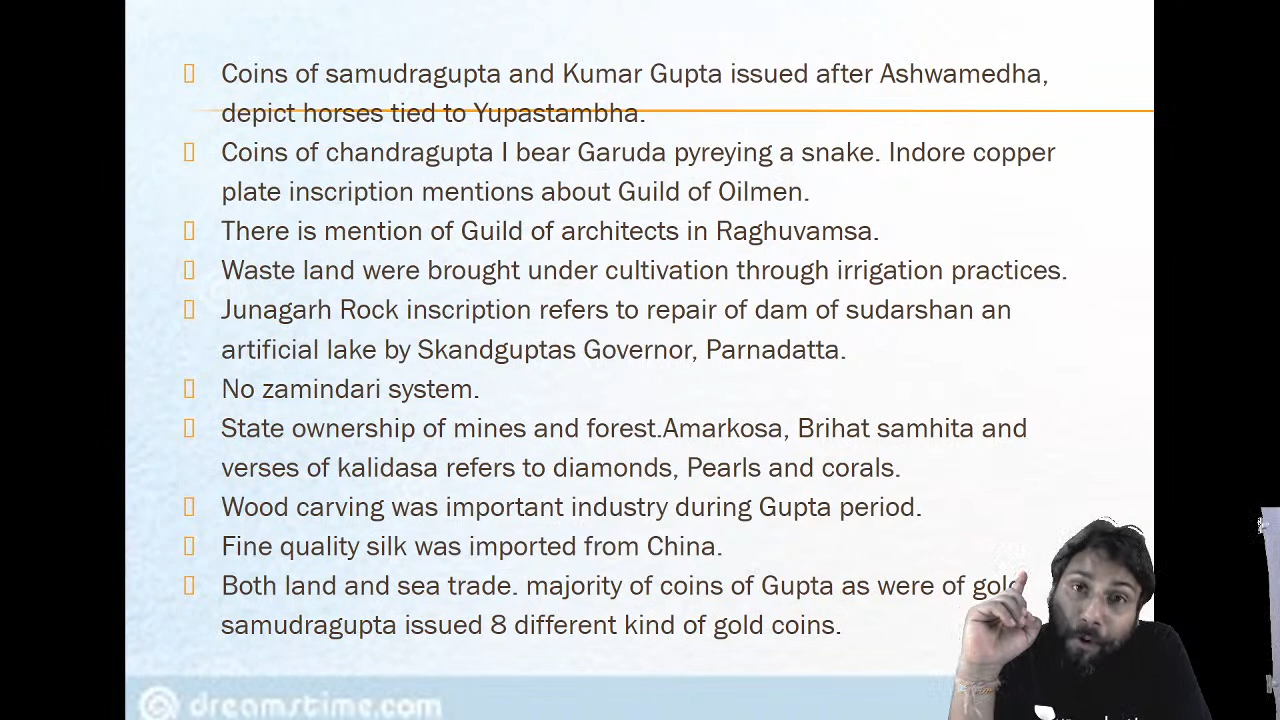 Coins of samudragupta and Kumar Gupta issued after Ashwamedha,
depict horses tied to Yupastambha.
Coins of chandragupta I bear Garuda pyreying a snake. Indore copper
plate inscription mentions about Guild of Oilmen.
There is mention of Guild of architects in Raghuvamsa.
Waste land were brought under cultivation through irrigation practices.
Junagarh Rock inscription refers to repair of dam of sudarshan an
artificial lake by Skandguptas Governor, Parnadatta.
No zamindari system.
State ownership of mines and forest.Amarkosa, Brihat samhita and
verses of kalidasa refers to diamonds, Pearls and corals.
Wood carving was important industry during Gupta period.
Fine quality silk was imported from China.
Both land and sea trade. majority of coins of Gupta as were of gold
samudragupta issued 8 different kind of gold coins.
dreamstime.com